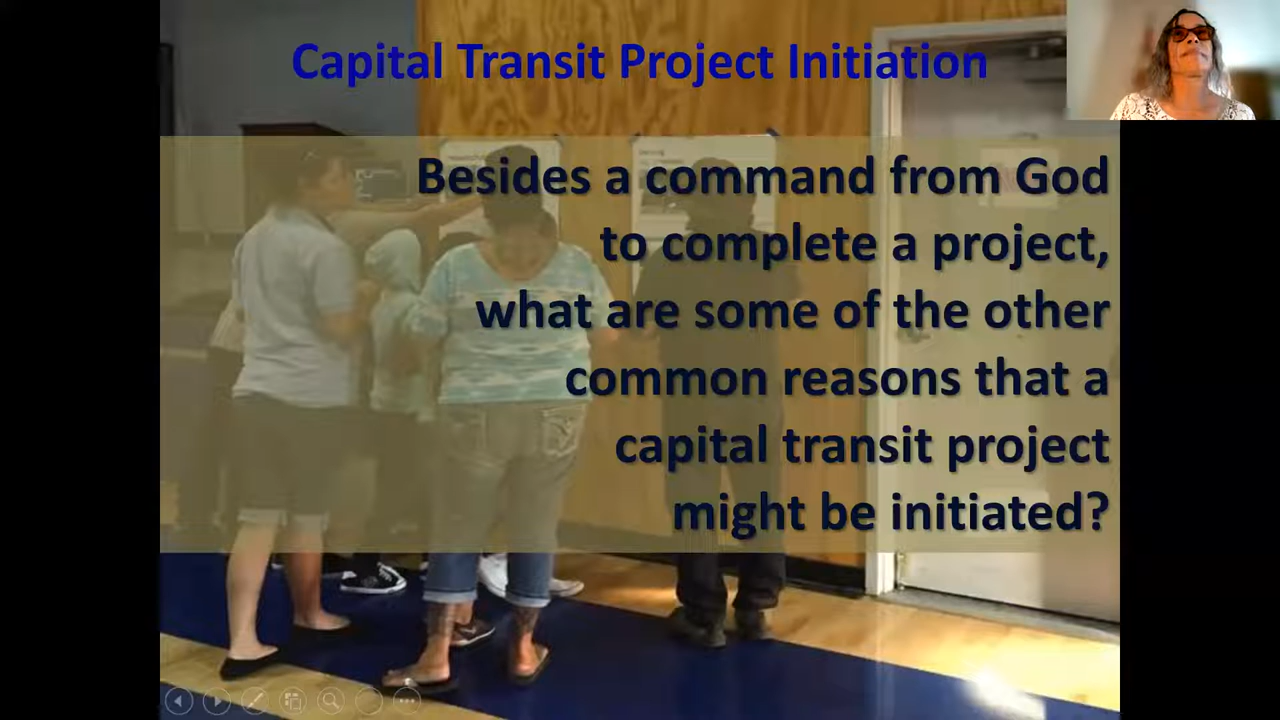 Capital Transit Project Initiation
Besides a command from God
to complete a project,
what are some of the other
common reasons that a
capital transit project
might be initiated?